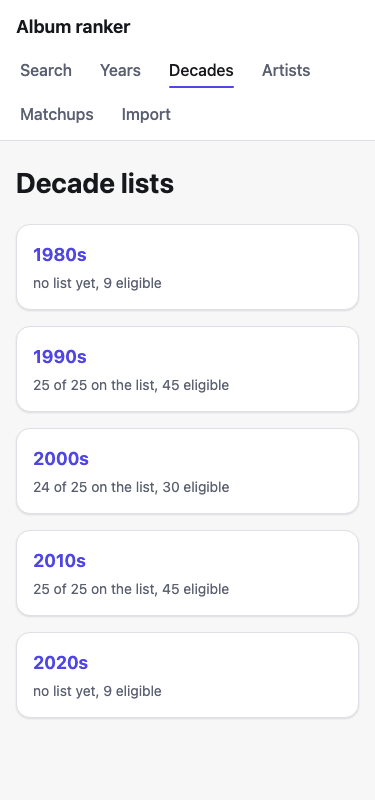 Album ranker
Search Years Decades Artists
Matchups Import
Decade lists
1980s
no list yet, 9 eligible
1990s
25 of 25 on the list, 45 eligible
2000s
24 of 25 on the list, 30 eligible
2010s
25 of 25 on the list, 45 eligible
2020s
no list yet, 9 eligible